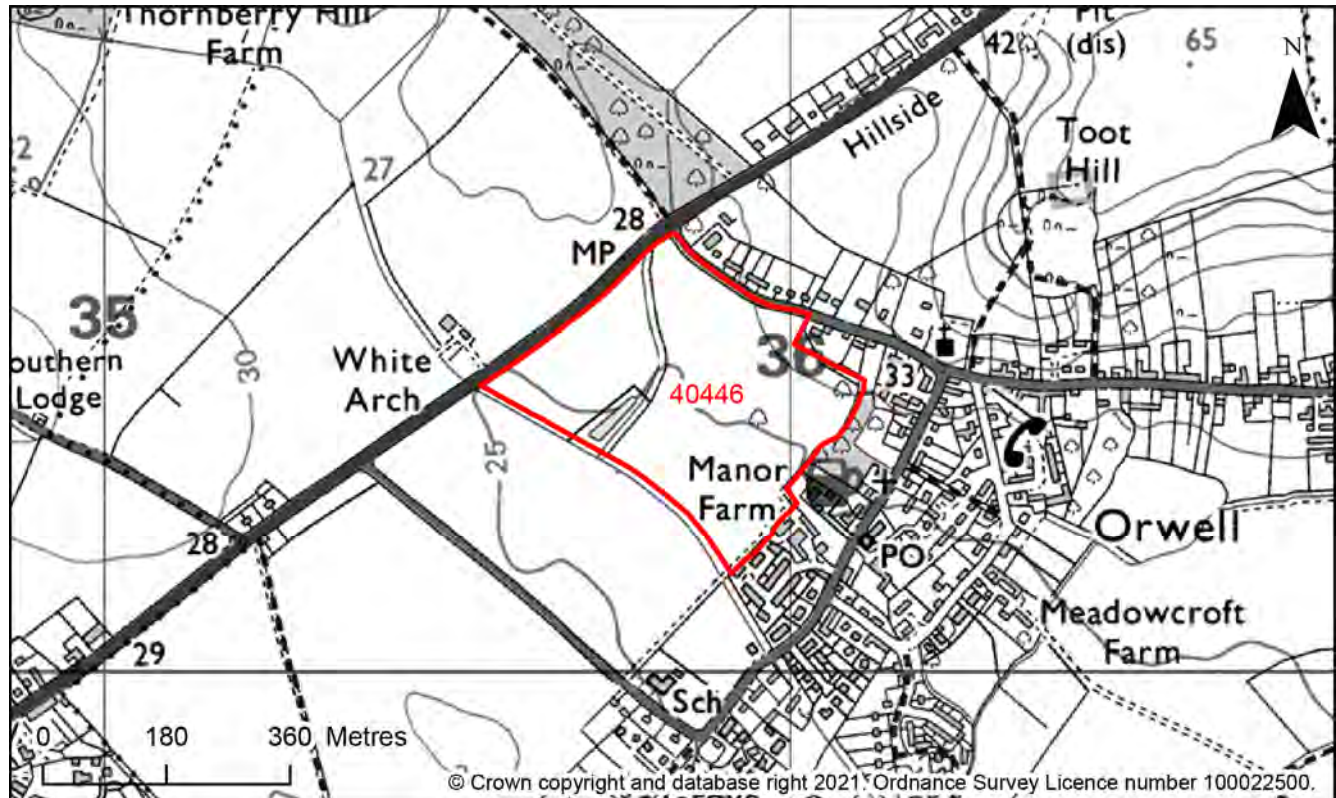 Thornberry Hill
Farm
42
Pit
(dis)
65
N
Hillside
Toot
Hill
27
28
MP
35
White
Arch
30
Lodge
36
33
40446
25
Manor
Farm
Orwell
PO
28
Meadowcroft
Farm
29
Sch
0 180 360 Metres
© Crown copyright and database right 2021. Ordnance Survey Licence number 100022500.